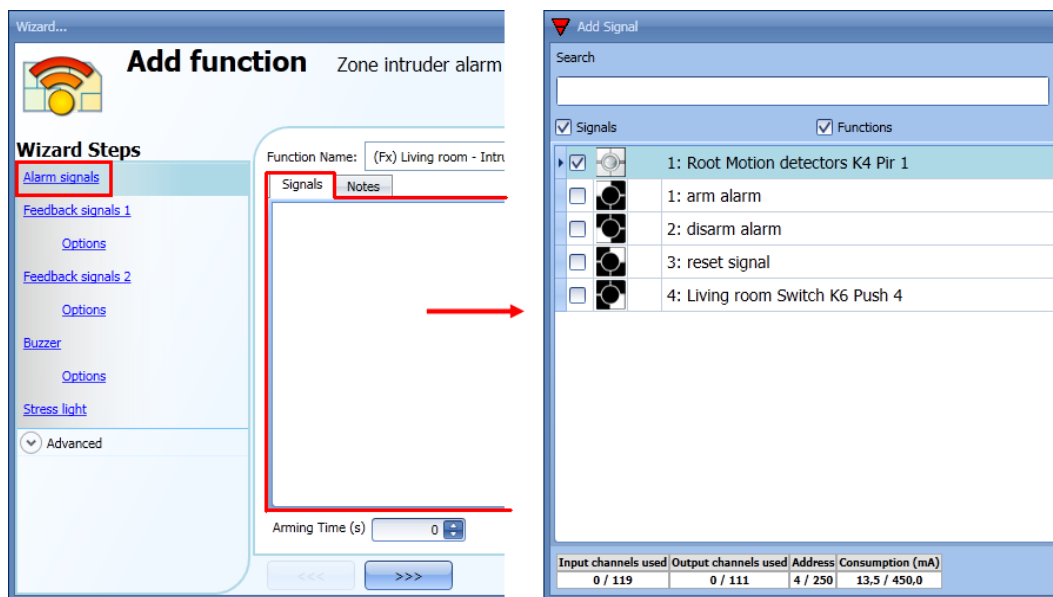 Wizard...
Add function Zone intruder alarm
Wizard Steps
Alarm signals
Feedback signals 1
Options
Feedback signals 2
Options
Buzzer
Options
Stress light
Advanced
Function Name: (Fx) Living room - Intru
Signals Notes
Arming Time (s) 0
<<< >>>
Add Signal
Search
Signals Functions
1: Root Motion detectors K4 Pir 1
1: arm alarm
2: disarm alarm
3: reset signal
4: Living room Switch K6 Push 4
Input channels used Output channels used Address Consumption (mA)
0 / 119 0 / 111 4 / 250 13,5 / 450,0